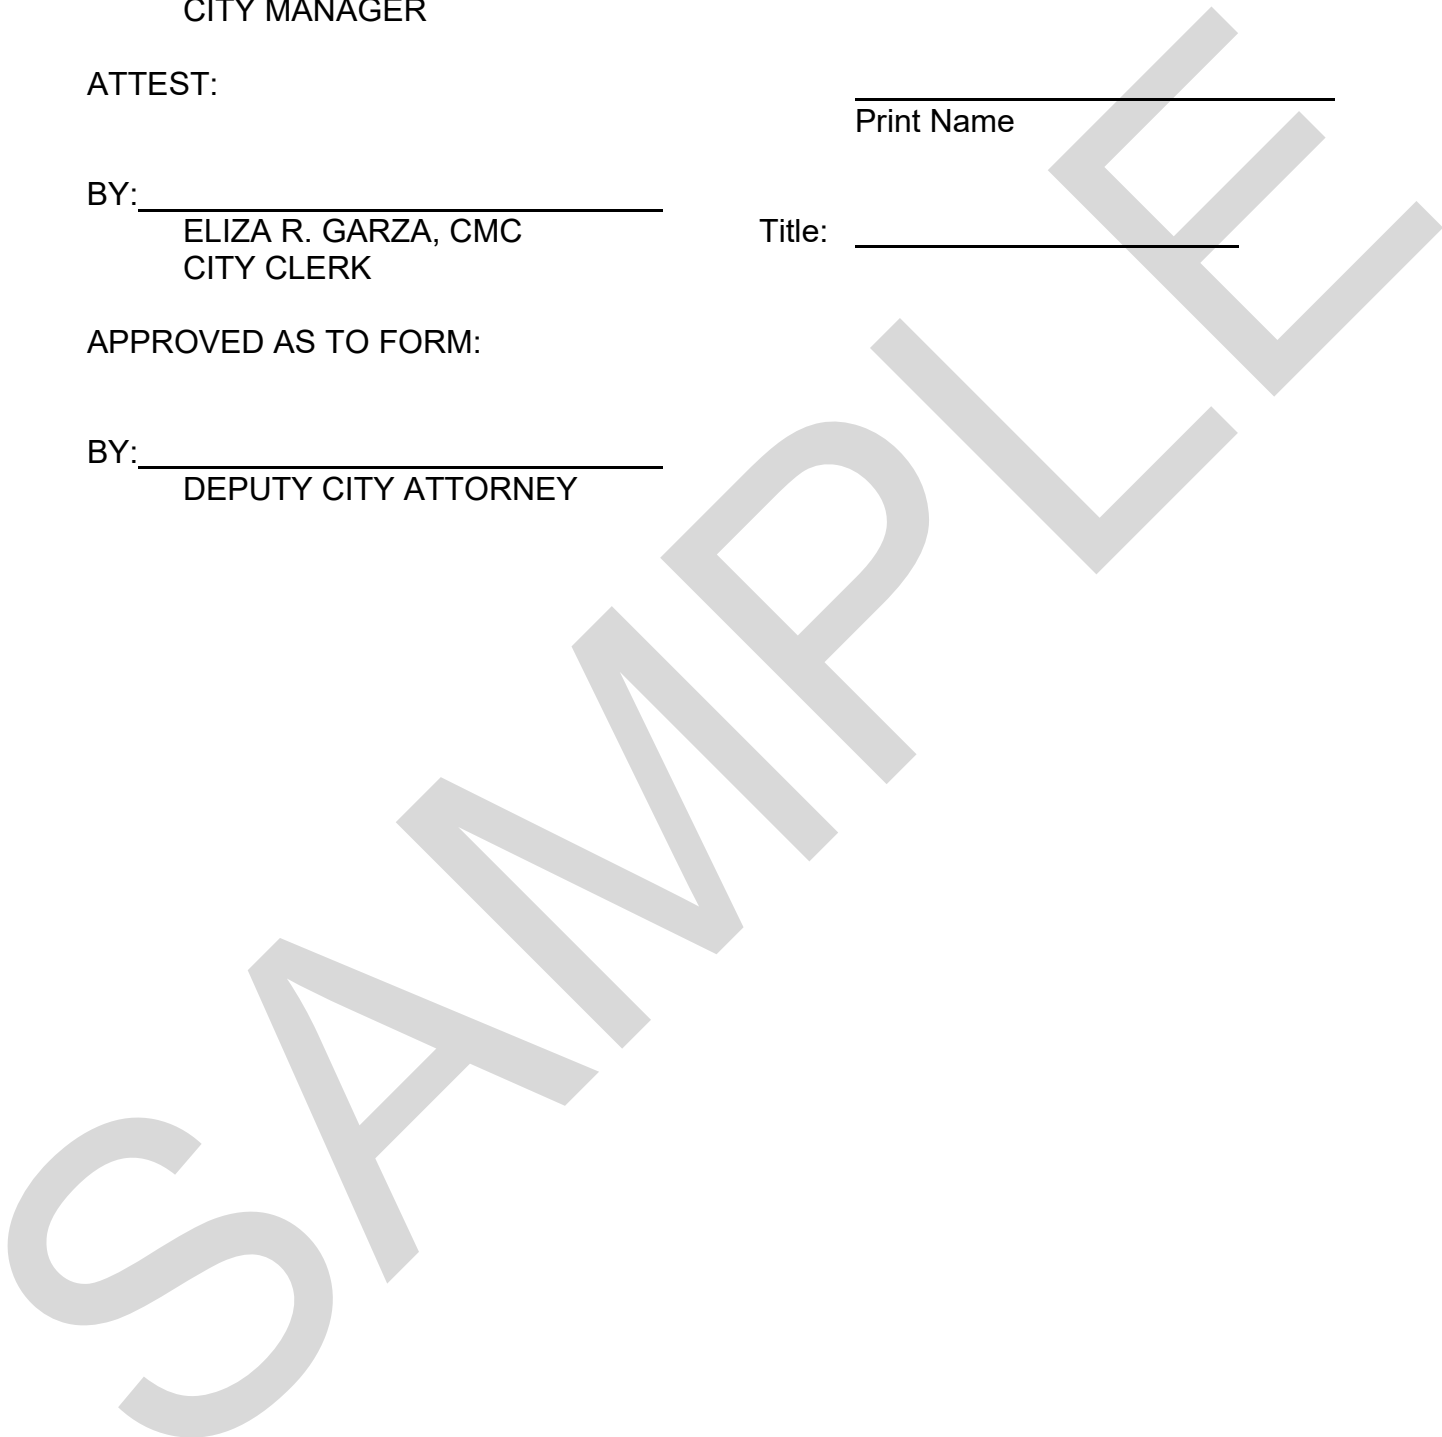 CITY MANAGER
ATTEST:
Print Name
BY:
ELIZA R. GARZA, CMC
CITY CLERK
Title:
APPROVED AS TO FORM:
BY:
DEPUTY CITY ATTORNEY
SAMPLE